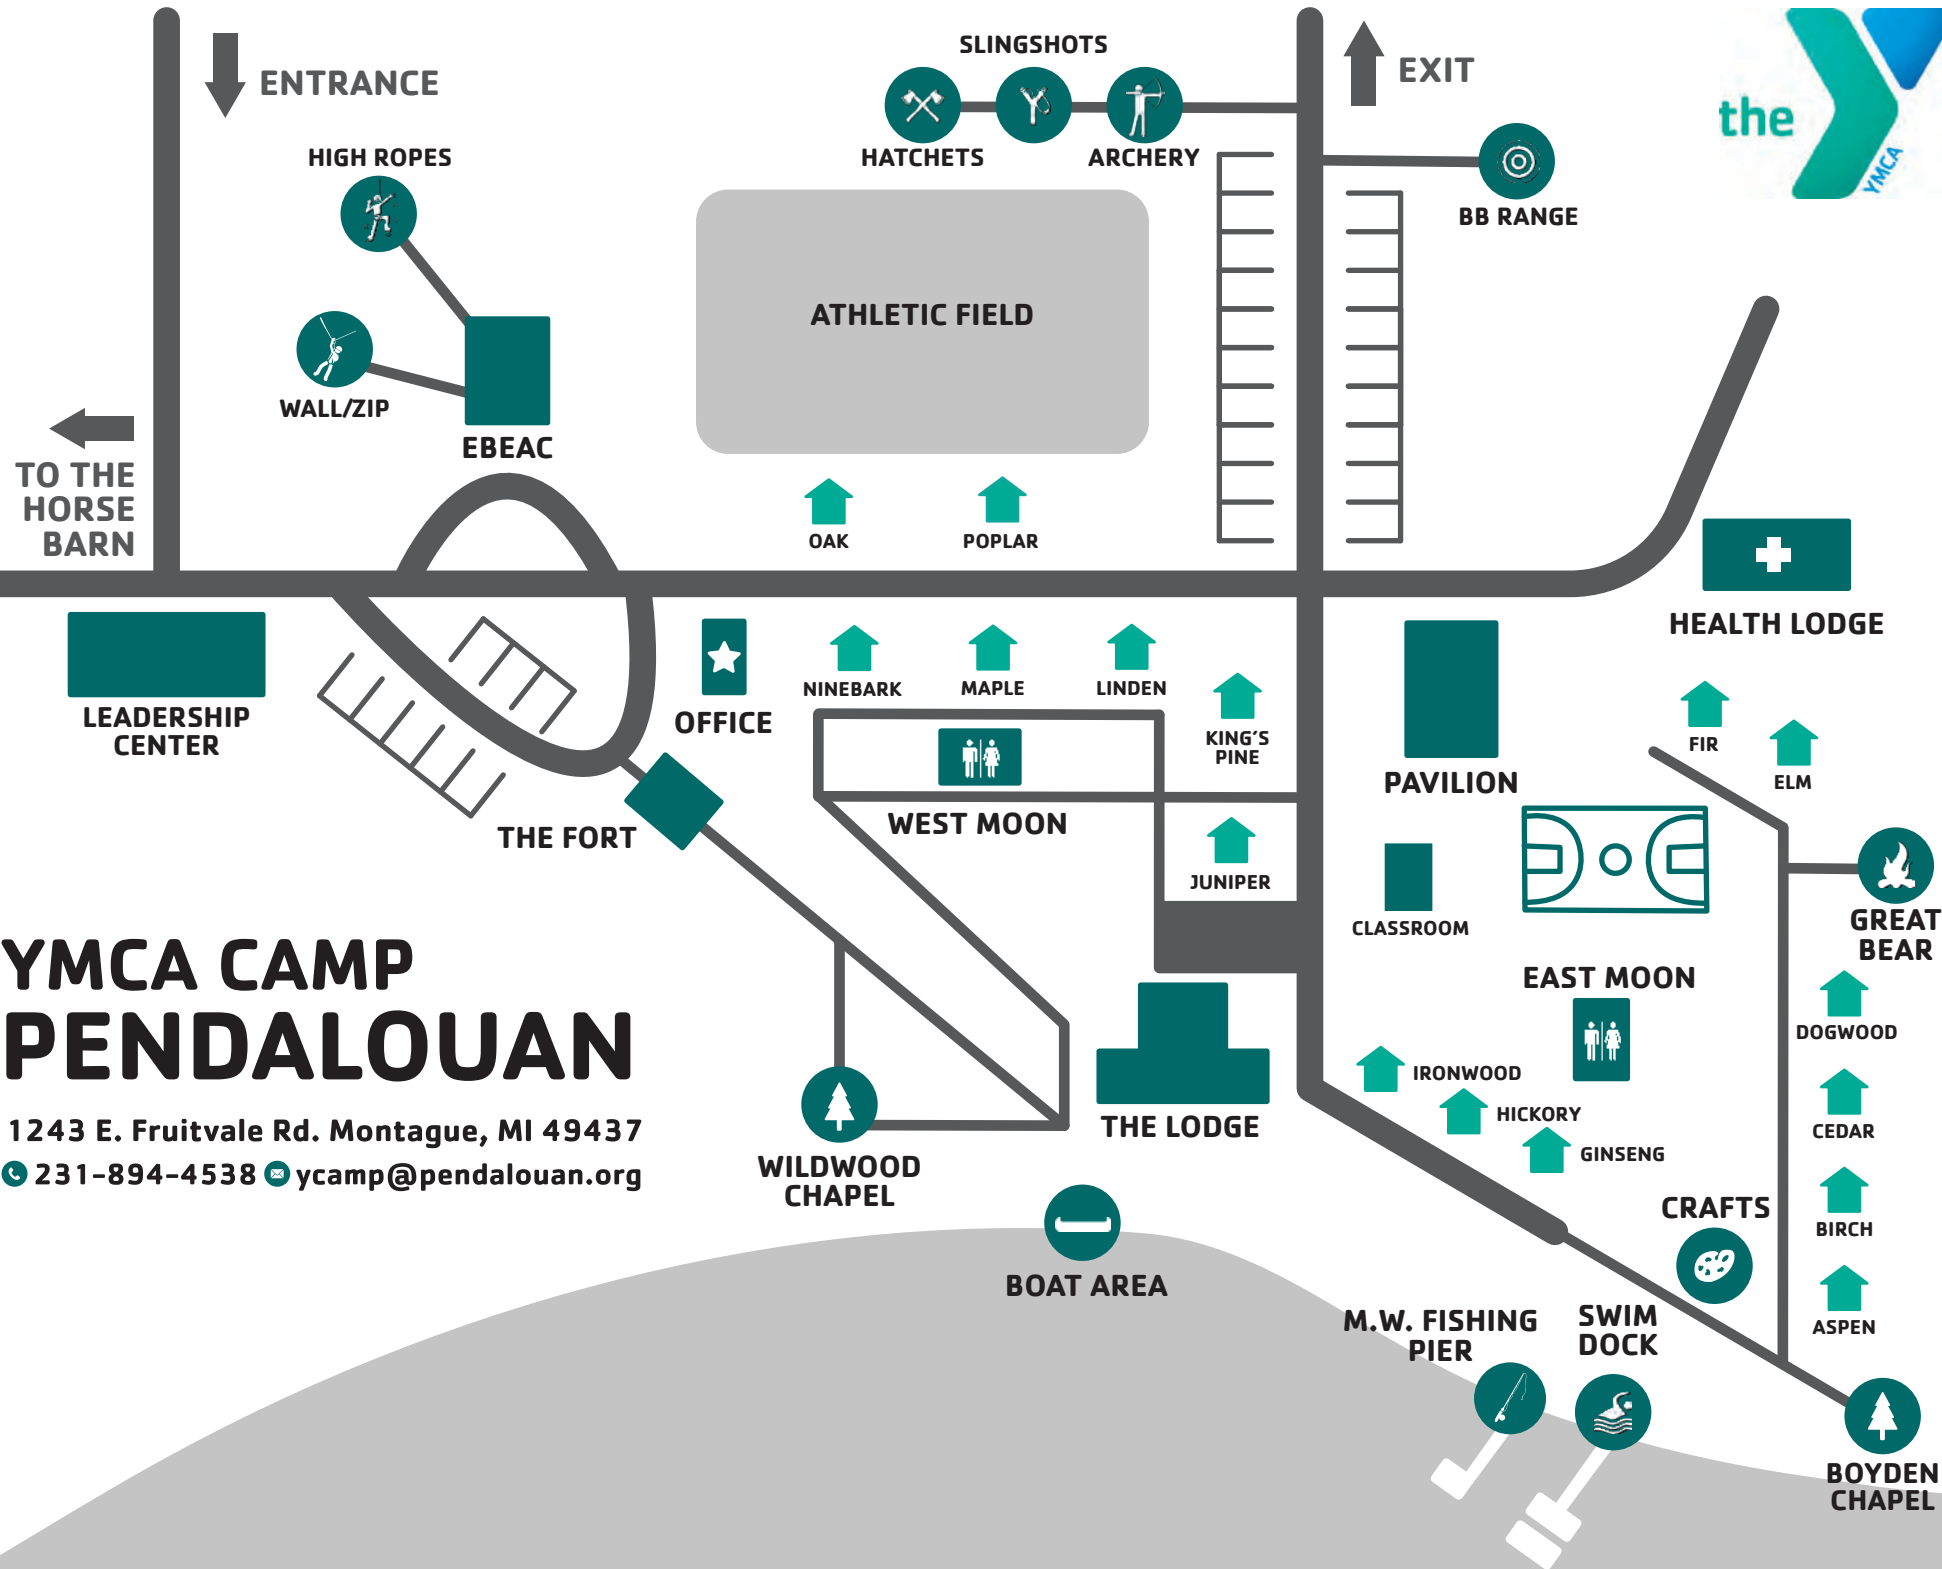 ENTRANCE
SLINGSHOTS
EXIT
the
YMCA
HIGH ROPES
HATCHETS
ARCHERY
BB RANGE
ATHLETIC FIELD
WALL/ZIP
EBEAC
TO THE
HORSE
BARN
OAK
POPLAR
HEALTH LODGE
LEADERSHIP
CENTER
OFFICE
NINEBARK
MAPLE
LINDEN
KING'S
PINE
PAVILION
FIR
ELM
THE FORT
WEST MOON
JUNIPER
CLASSROOM
GREAT
BEAR
EAST MOON
DOGWOOD
YMCA CAMP
PENDALOUAN
1243 E. Fruitvale Rd. Montague, MI 49437
231-894-4538 ycamp@pendalouan.org
IRONWOOD
HICKORY
GINSENG
CEDAR
THE LODGE
WILDWOOD
CHAPEL
CRAFTS
BIRCH
BOAT AREA
M.W. FISHING
PIER
SWIM
DOCK
ASPEN
BOYDEN
CHAPEL